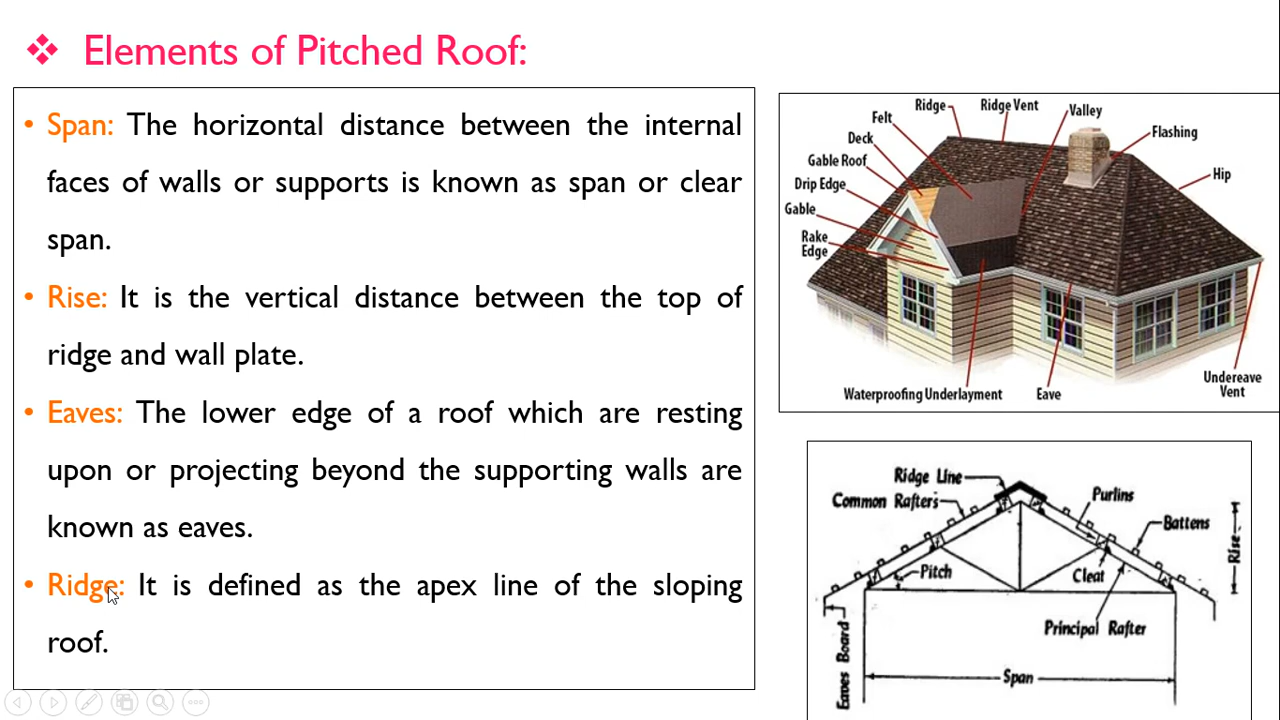 ❖ Elements of Pitched Roof:
• Span: The horizontal distance between the internal
faces of walls or supports is known as span or clear
span.
• Rise: It is the vertical distance between the top of
ridge and wall plate.
• Eaves: The lower edge of a roof which are resting
upon or projecting beyond the supporting walls are
known as eaves.
• Ridge: It is defined as the apex line of the sloping
roof.
Ridge
Ridge Vent
Valley
Felt
Flashing
Deck
Gable Roof
Hip
Drip Edge
Gable
Rake
Edge
Undereave
Vent
Waterproofing Underlayment
Eave
Ridge Line
Common Rafters
Purlins
Battens
Rise
Pitch
Cleat
Principal Rafter
Eaves Board
Span